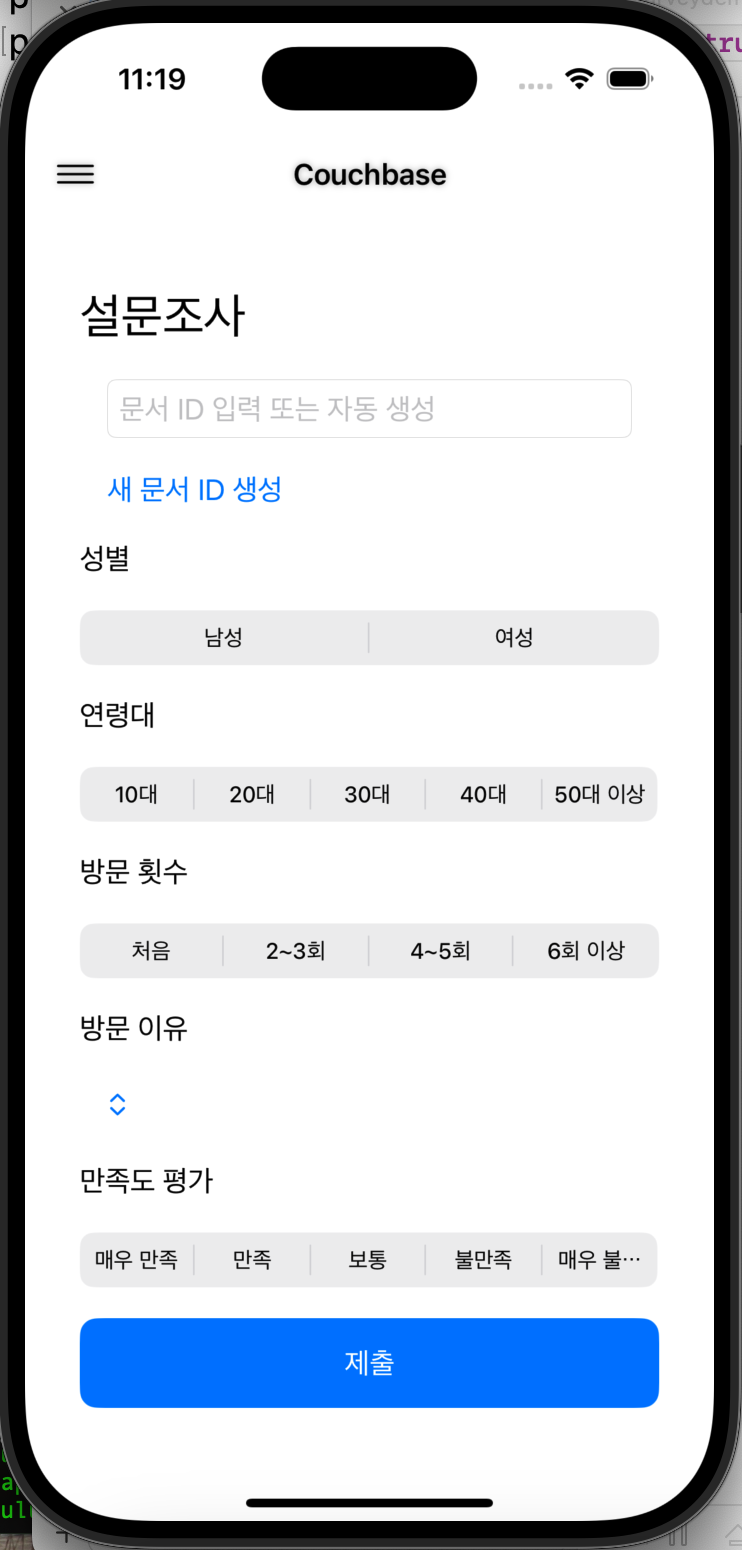 11:19
Couchbase
설문조사
문서 ID 입력 또는 자동 생성
새 문서 ID 생성
성별
남성 여성
연령대
10대 20대 30대 40대 50대 이상
방문 횟수
처음 2~3회 4~5회 6회 이상
방문 이유
만족도 평가
매우 만족 만족 보통 불만족 매우 불···
제출